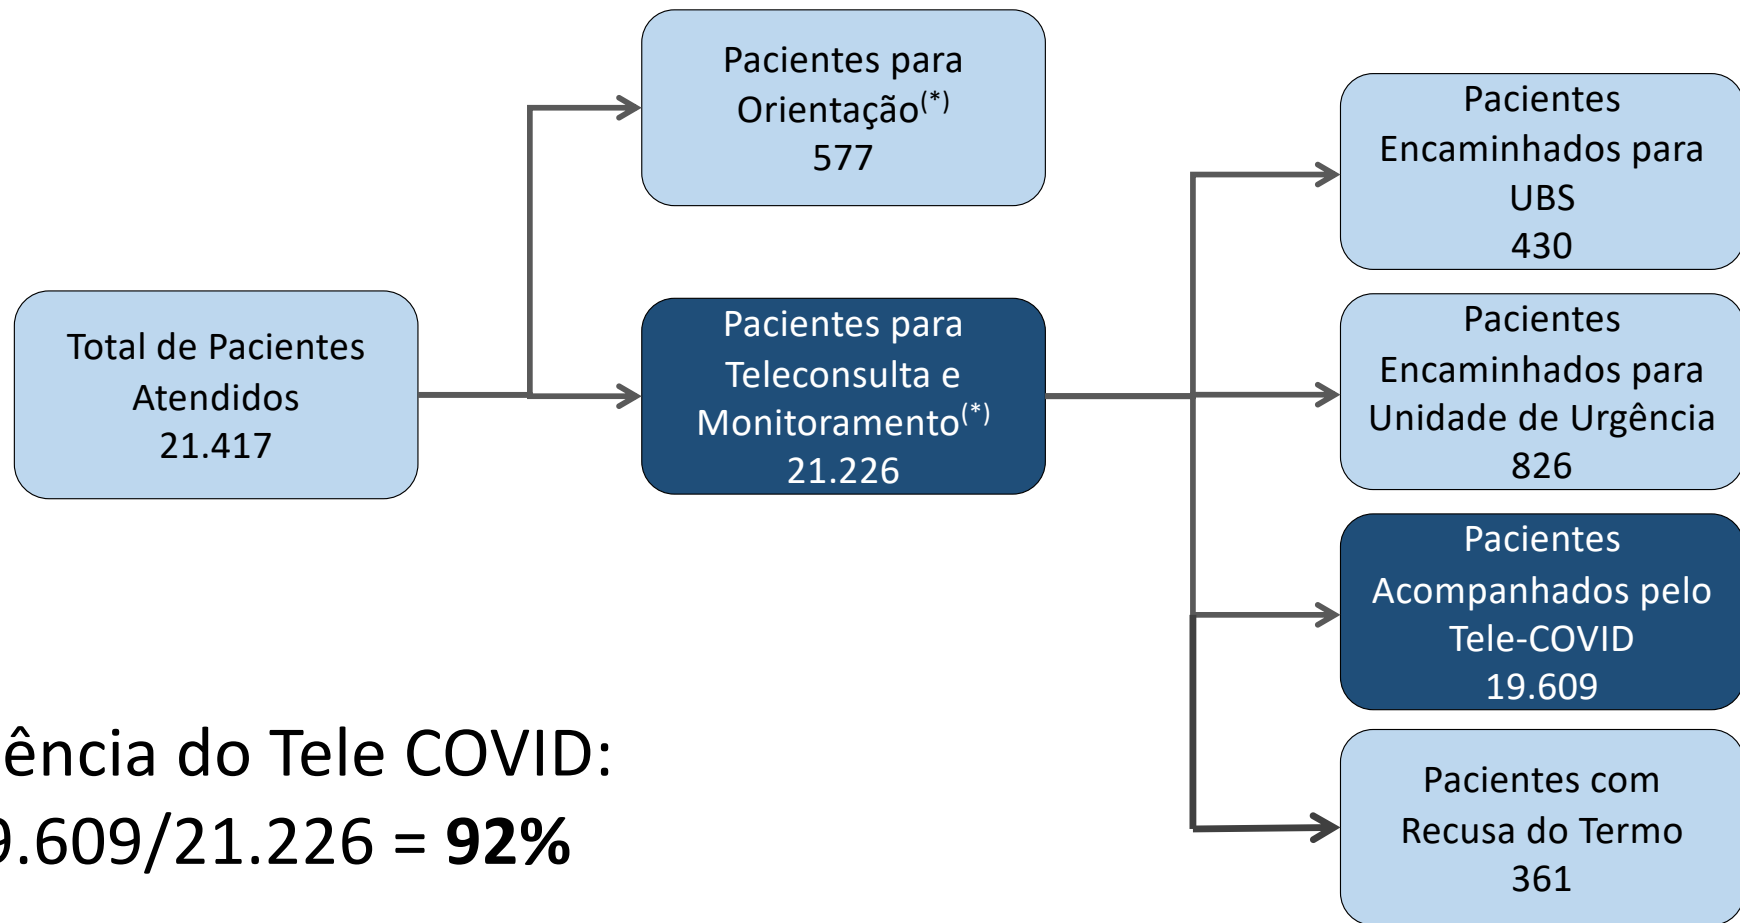 Pacientes para
Orientação(*)
577
Pacientes
Encaminhados para
UBS
430
Total de Pacientes
Atendidos
21.417
Pacientes para
Teleconsulta e
Monitoramento(*)
21.226
Pacientes
Encaminhados para
Unidade de Urgência
826
Pacientes
Acompanhados pelo
Tele-COVID
19.609
Pacientes com
Recusa do Termo
361
ência do Tele COVID:
9.609/21.226 = 92%